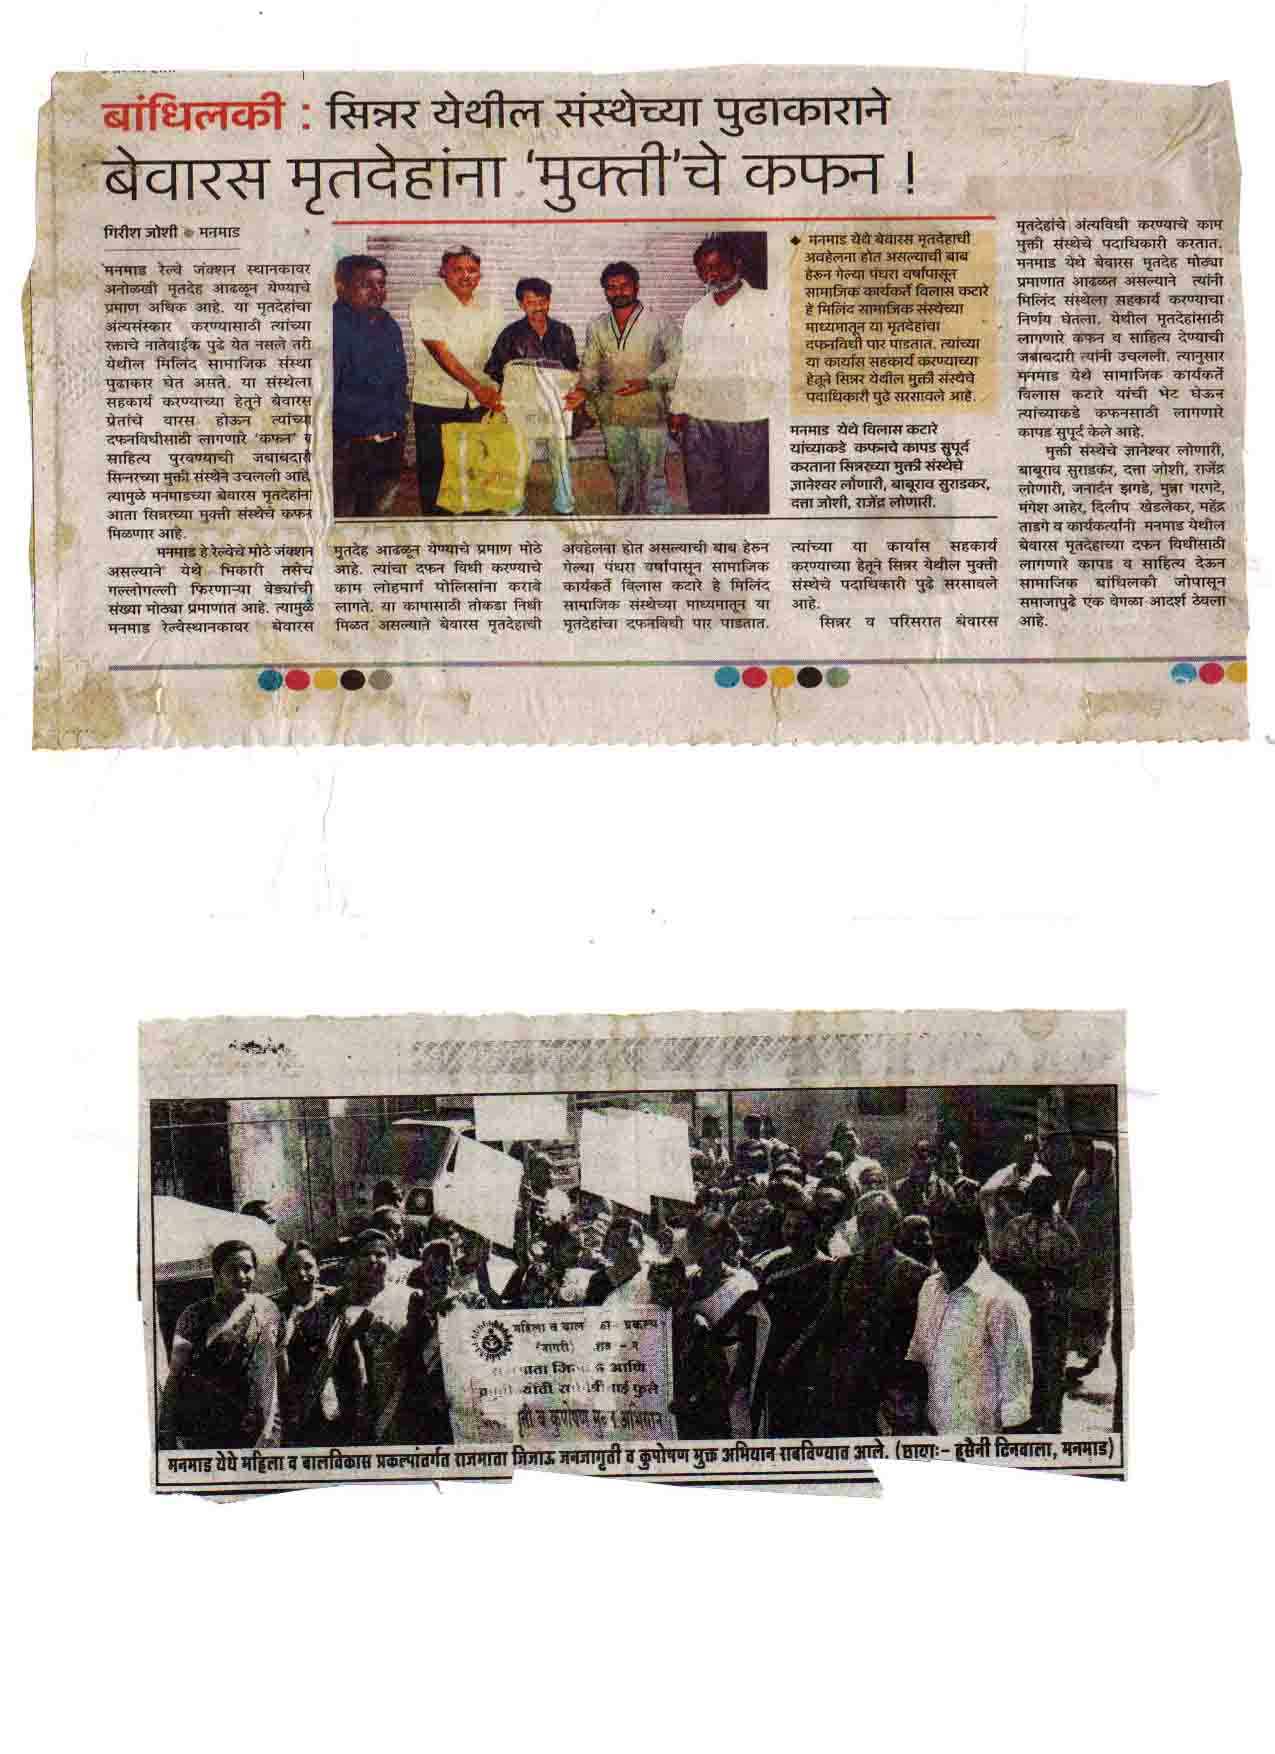 बांधिलकी : सिन्नर येथील संस्थेच्या पुढाकाराने
बेवारस मृतदेहांना 'मुक्ती'चे कफन !
गिरीश जोशी ● मनमाड
मनमाड रेल्वे जंक्शन स्थानकावर
अनोळखी मृतदेह आढळून येण्याचे
प्रमाण अधिक आहे. या मृतदेहांचा
अंत्यसंस्कार करण्यासाठी त्यांच्या
रक्ताचे नातेवाईक पुढे येत नसले तरी
येथील मिलिंद सामाजिक संस्था
पुढाकार घेत असते. या संस्थेला
सहकार्य करण्याच्या हेतूने बेवारस
प्रेतांचे वारस होऊन त्यांच्या
दफनविधीसाठी लागणारे 'कफन' व
साहित्य पुरवण्याची जबाबदारी
सिन्नरच्या मुक्ती संस्थेने उचलली आहे.
त्यामुळे मनमाडच्या बेवारस मृतदेहांना
आता सिन्नरच्या मुक्ती संस्थेचे कफन
मिळणार आहे.
मनमाड हे रेल्वेचे मोठे जंक्शन
असल्याने येथे भिकारी तसेच
गल्लोगल्ली फिरणाऱ्या वेड्यांची
संख्या मोठ्या प्रमाणात आहे. त्यामुळे
मनमाड रेल्वेस्थानकावर बेवारस
मृतदेह आढळून येण्याचे प्रमाण मोठे
आहे. त्यांचा दफन विधी करण्याचे
काम लोहमार्ग पोलिसांना करावे
लागते. या कामासाठी तोकडा निधी
मिळत असल्याने बेवारस मृतदेहाची
अवहेलना होत असल्याची बाब हेरुन
गेल्या पंधरा वर्षापासून सामाजिक
कार्यकर्ते विलास कटारे हे मिलिंद
सामाजिक संस्थेच्या माध्यमातून या
मृतदेहांचा दफनविधी पार पाडतात.
◆ मनमाड येथे बेवारस मृतदेहाची
अवहेलना होत असल्याची बाब
हेरुन गेल्या पंधरा वर्षापासून
सामाजिक कार्यकर्ते विलास कटारे
हे मिलिंद सामाजिक संस्थेच्या
माध्यमातून या मृतदेहांचा
दफनविधी पार पाडतात. त्यांच्या
या कार्यास सहकार्य करण्याच्या
हेतूने सिन्नर येथील मुक्ती संस्थेचे
पदाधिकारी पुढे सरसावले आहे.
मनमाड येथे विलास कटारे
यांच्याकडे कफनचे कापड सुपूर्द
करताना सिन्नरच्या मुक्ती संस्थेचे
ज्ञानेश्वर लोणारी, बाबूराव सुराडकर,
दत्ता जोशी, राजेंद्र लोणारी.
त्यांच्या या कार्यास सहकार्य
करण्याच्या हेतूने सिन्नर येथील मुक्ती
संस्थेचे पदाधिकारी पुढे सरसावले
आहे.
सिन्नर व परिसरात बेवारस
मृतदेहांचे अंत्यविधी करण्याचे काम
मुक्ती संस्थेचे पदाधिकारी करतात.
मनमाड येथे बेवारस मृतदेह मोठ्या
प्रमाणात आढळत असल्याने त्यांनी
मिलिंद संस्थेला सहकार्य करण्याचा
निर्णय घेतला. येथील मृतदेहांसाठी
लागणारे कफन व साहित्य देण्याची
जबाबदारी त्यांनी उचलली. त्यानुसार
मनमाड येथे सामाजिक कार्यकर्ते
विलास कटारे यांची भेट घेऊन
त्यांच्याकडे कफनसाठी लागणारे
कापड सुपूर्द केले आहे.
मुक्ती संस्थेचे ज्ञानेश्वर लोणारी,
बाबूराव सुराडकर, दत्ता जोशी, राजेंद्र
लोणारी, जनार्दन झगडे, मुन्ना गरगटे,
मंगेश आहेर, दिलीप खेडलेकर, महेंद्र
ताडगे व कार्यकर्त्यांनी मनमाड येथील
बेवारस मृतदेहाच्या दफन विधीसाठी
लागणारे कापड व साहित्य देऊन
सामाजिक बांधिलकी जोपासून
समाजापुढे एक वेगळा आदर्श ठेवला
आहे.
महिला व बाल प्रकल्प
(नागरी)
आणि
फुले
व कुपोषण अभियान
मनमाड येथे महिला व बालविकास प्रकल्पांतर्गत राजमाता जिजाऊ जनजागृती व कुपोषण मुक्त अभियान राबविण्यात आले. (छायाः- हूसैनी टिनवाला, मनमाड)